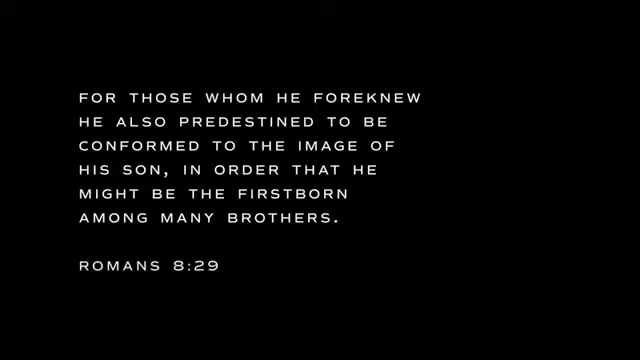 FOR THOSE WHOM HE FOREKNEW
HE ALSO PREDESTINED TO BE
CONFORMED TO THE IMAGE OF
HIS SON, IN ORDER THAT HE
MIGHT BE THE FIRSTBORN
AMONG MANY BROTHERS.
ROMANS 8:29